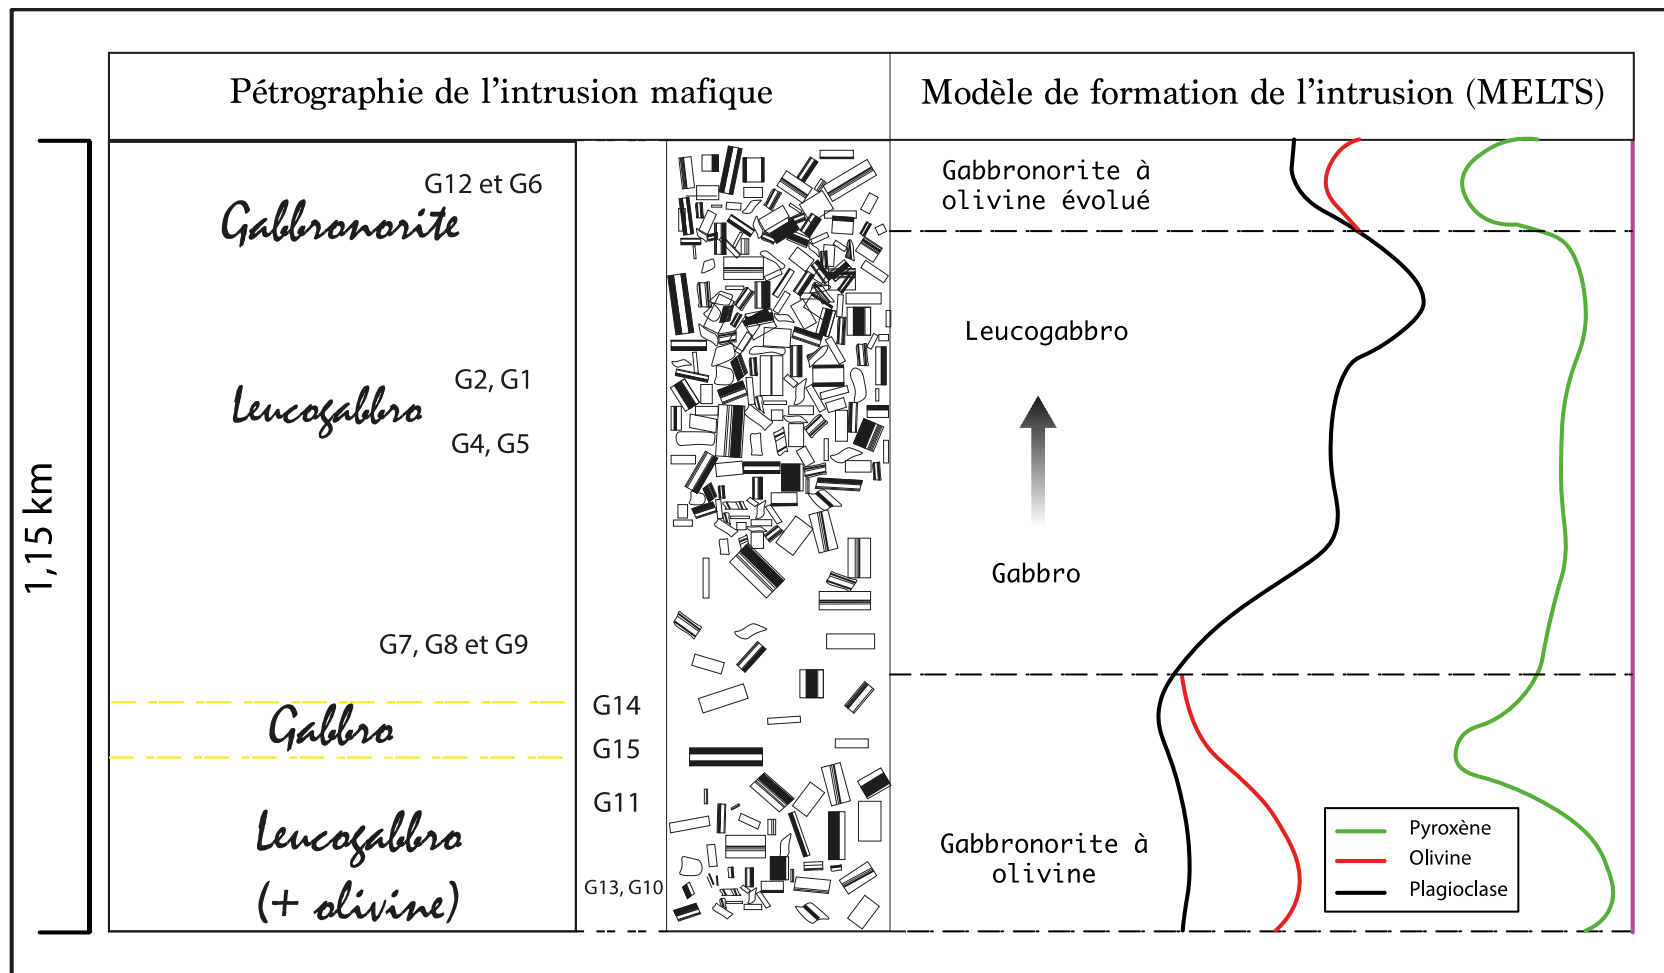 Pétrographie de l'intrusion mafique
Modèle de formation de l'intrusion (MELTS)
1,15 km
G12 et G6
Gabbronorite
G2, G1
Leucogabbro
G4, G5
G7, G8 et G9
Gabbro
Leucogabbro
(+ olivine)
G14
G15
G11
G13, G10
Gabbronorite à
olivine évolué
Leucogabbro
Gabbro
Gabbronorite à
olivine
Pyroxène
Olivine
Plagioclase